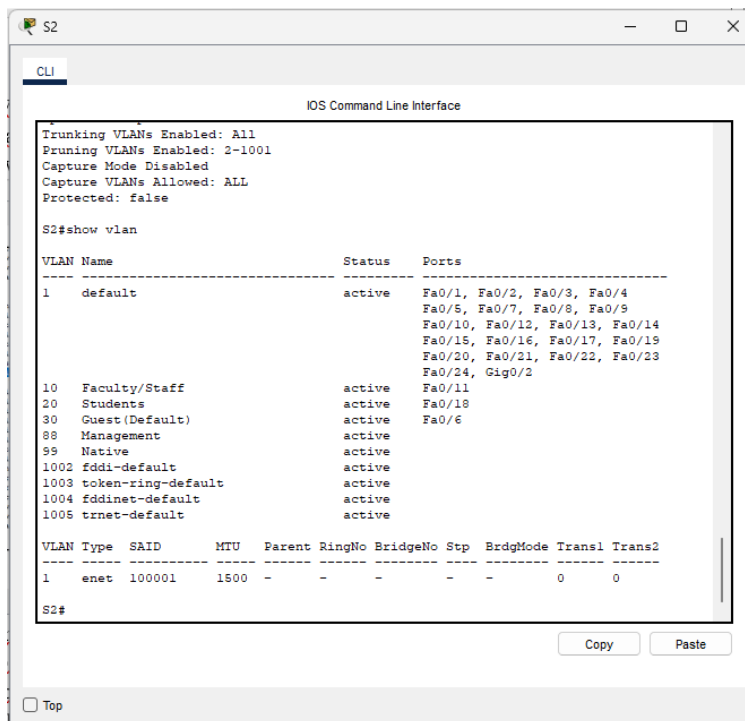 S2
CLI
IOS Command Line Interface
Trunking VLANs Enabled: All
Pruning VLANs Enabled: 2-1001
Capture Mode Disabled
Capture VLANs Allowed: ALL
Protected: false
S2#show vlan
VLAN Name                             Status    Ports
---- -------------------------------- --------- -------------------------------
1    default                          active    Fa0/1, Fa0/2, Fa0/3, Fa0/4
                                                Fa0/5, Fa0/7, Fa0/8, Fa0/9
                                                Fa0/10, Fa0/12, Fa0/13, Fa0/14
                                                Fa0/15, Fa0/16, Fa0/17, Fa0/19
                                                Fa0/20, Fa0/21, Fa0/22, Fa0/23
                                                Fa0/24, Gig0/2
10   Faculty/Staff                    active    Fa0/11
20   Students                         active    Fa0/18
30   Guest(Default)                   active    Fa0/6
88   Management                       active
99   Native                           active
1002 fddi-default                     active
1003 token-ring-default               active
1004 fddinet-default                  active
1005 trnet-default                    active
VLAN Type  SAID       MTU   Parent RingNo BridgeNo Stp  BrdgMode Trans1 Trans2
---- ----- ---------- ----- ------ ------ -------- ---- -------- ------ ------
1    enet  100001     1500  -      -      -        -    -        0      0
S2#
Copy Paste
Top